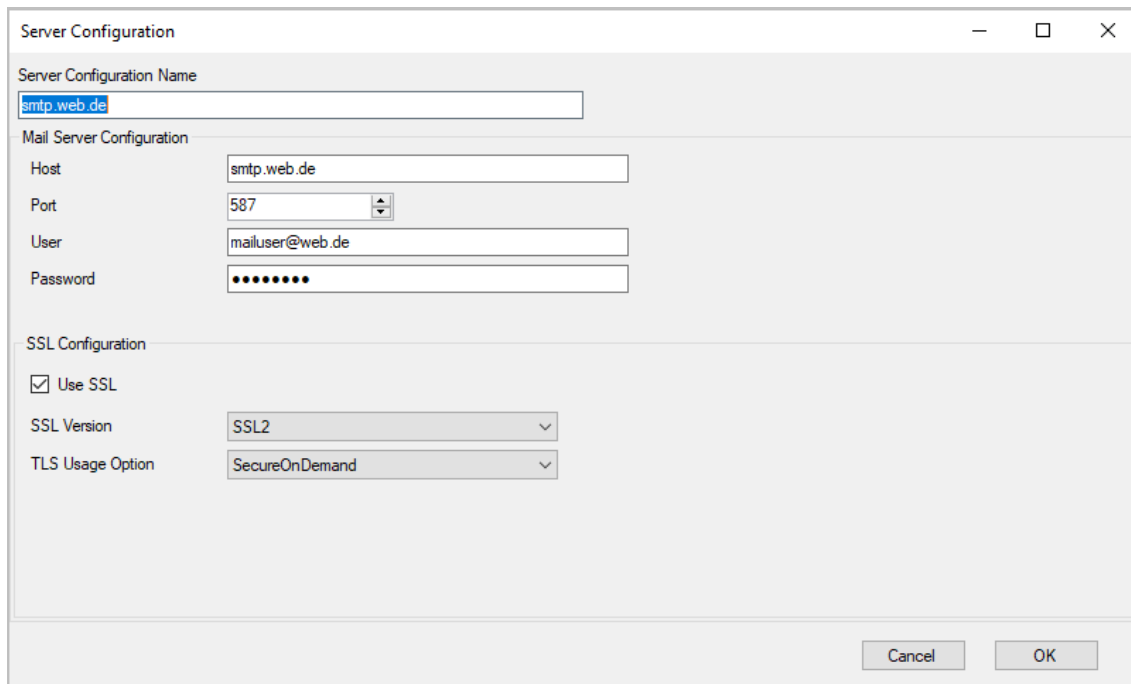 Server Configuration
Server Configuration Name
smtp.web.de
Mail Server Configuration
Host smtp.web.de
Port 587
User mailuser@web.de
Password ●●●●●●●●
SSL Configuration
Use SSL
SSL Version SSL2
TLS Usage Option SecureOnDemand
Cancel OK